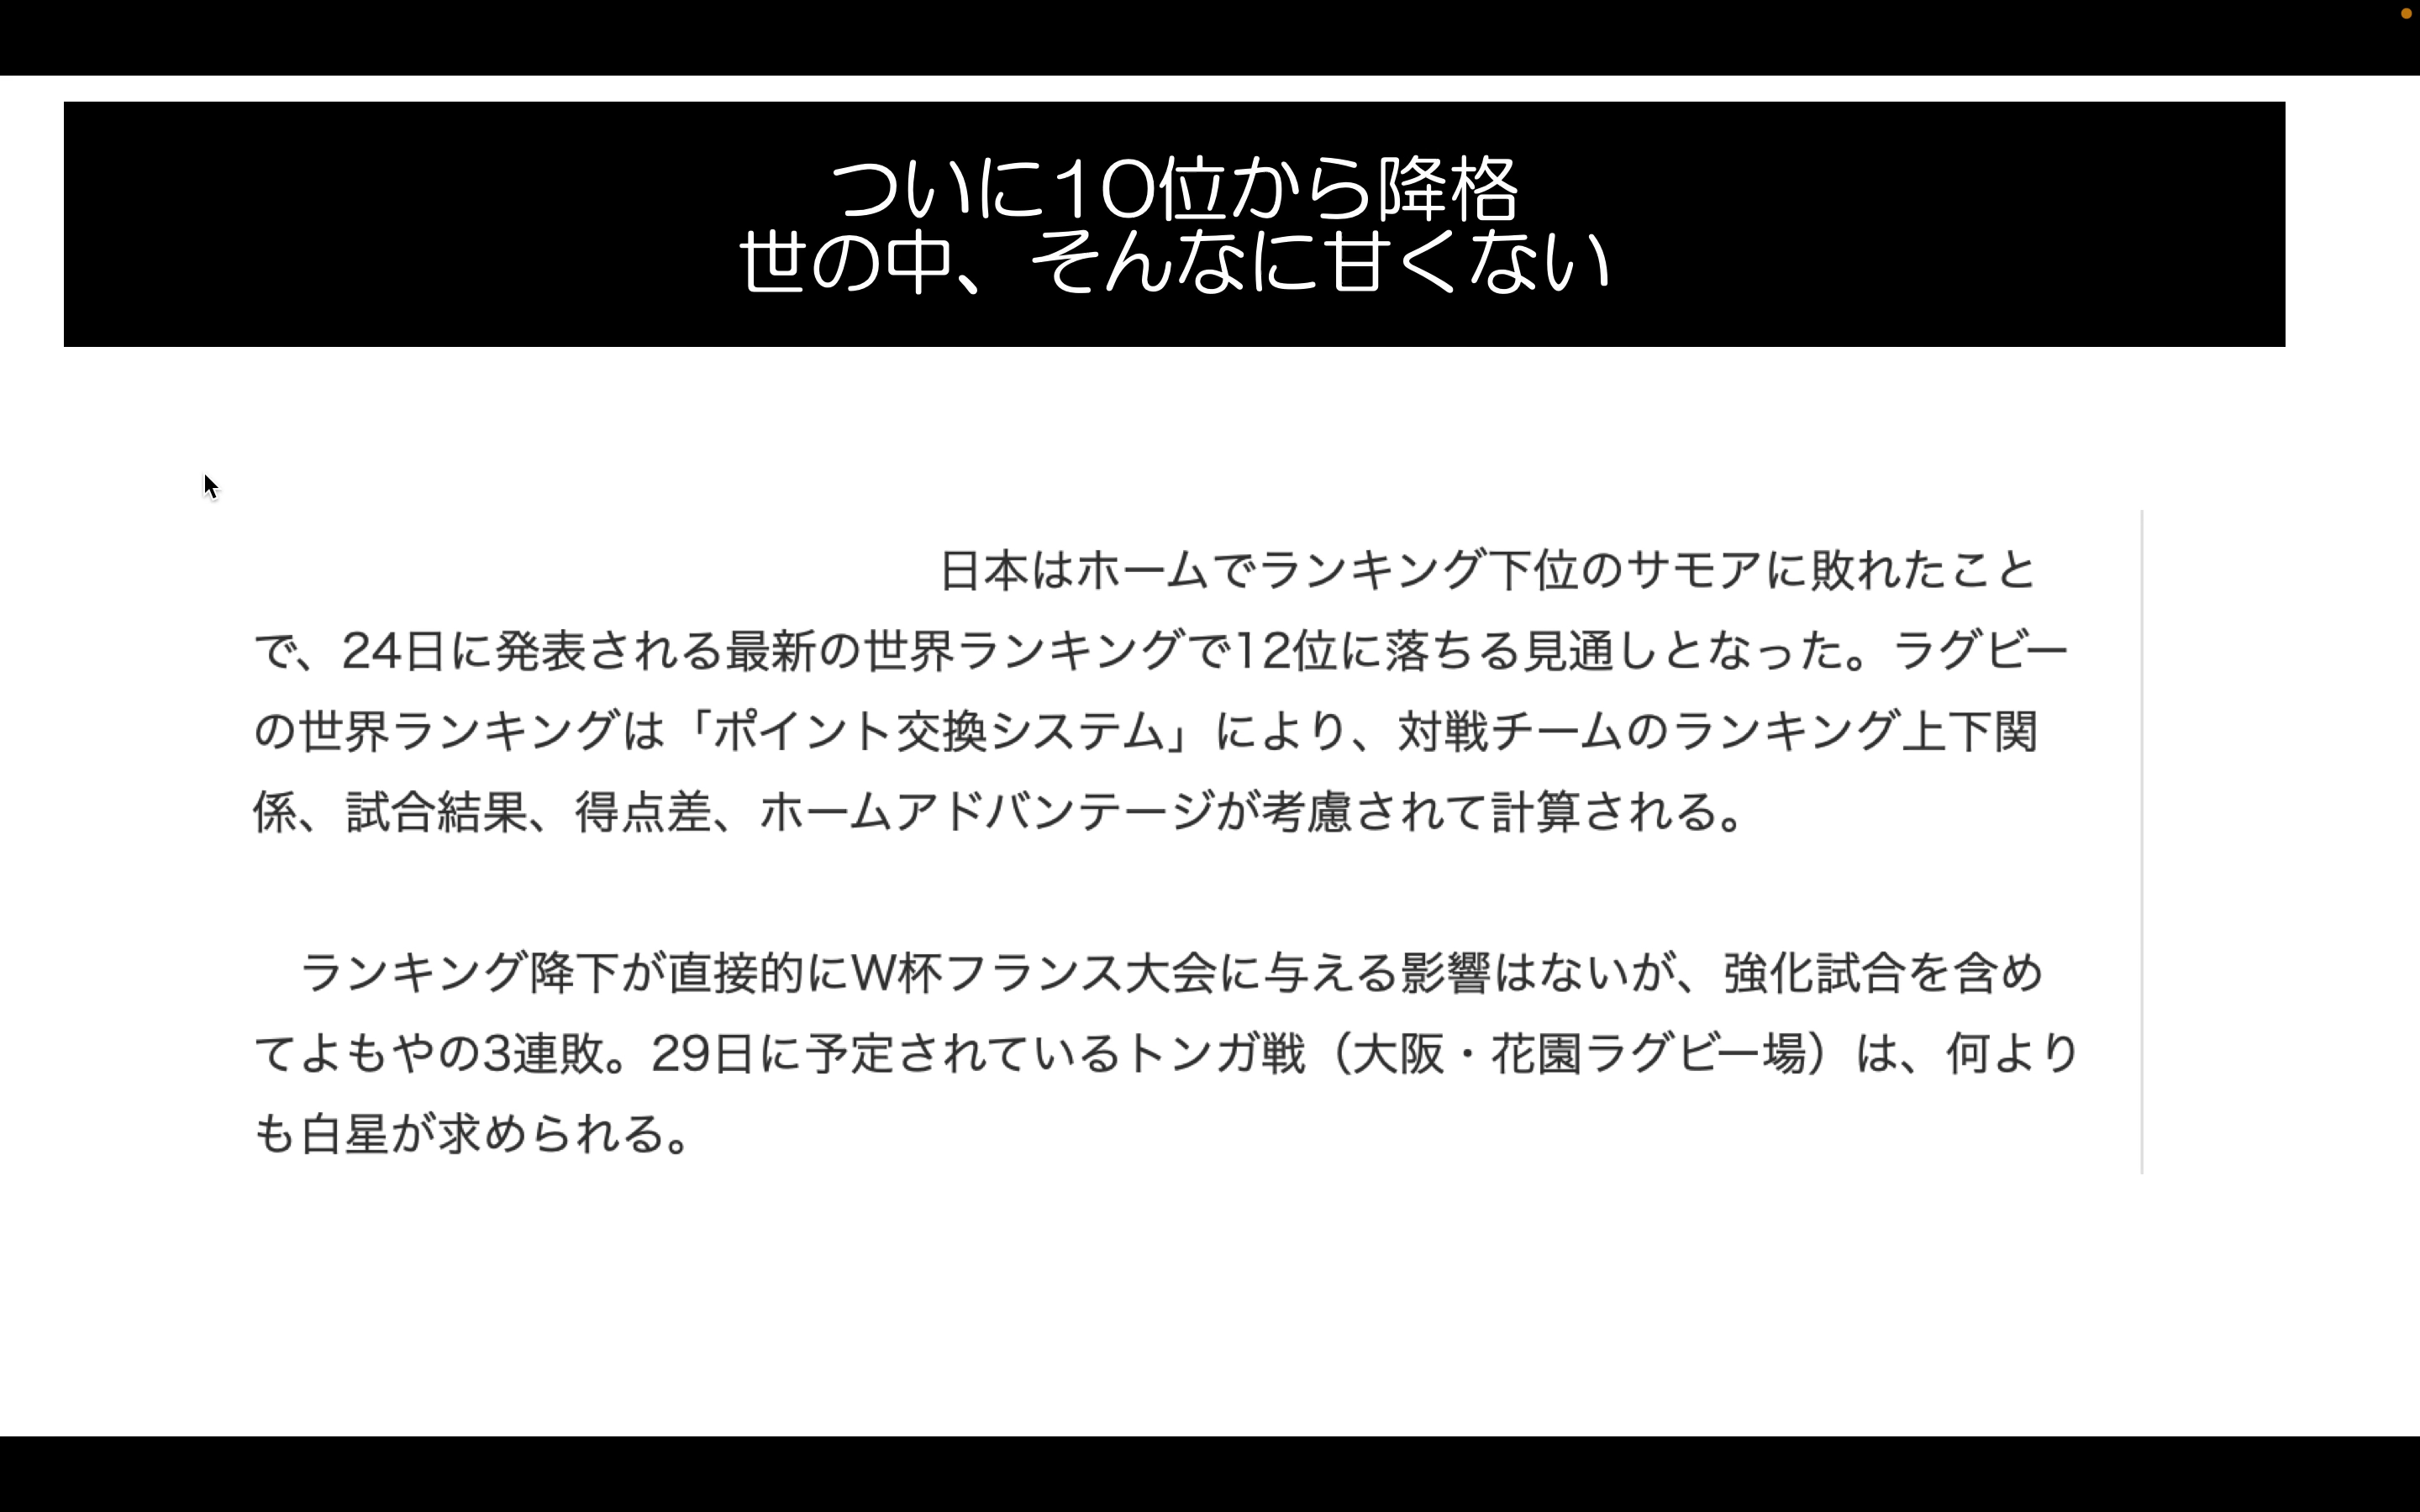 ついに10位から降格
世の中、そんなに甘くない
日本はホームでランキング下位のサモアに敗れたこと
で、24日に発表される最新の世界ランキングで12位に落ちる見通しとなった。ラグビー
の世界ランキングは「ポイント交換システム」により、対戦チームのランキング上下関
係、試合結果、得点差、ホームアドバンテージが考慮されて計算される。
ランキング降下が直接的にW杯フランス大会に与える影響はないが、強化試合を含め
てよもやの3連敗。29日に予定されているトンガ戦（大阪・花園ラグビー場）は、何より
も白星が求められる。